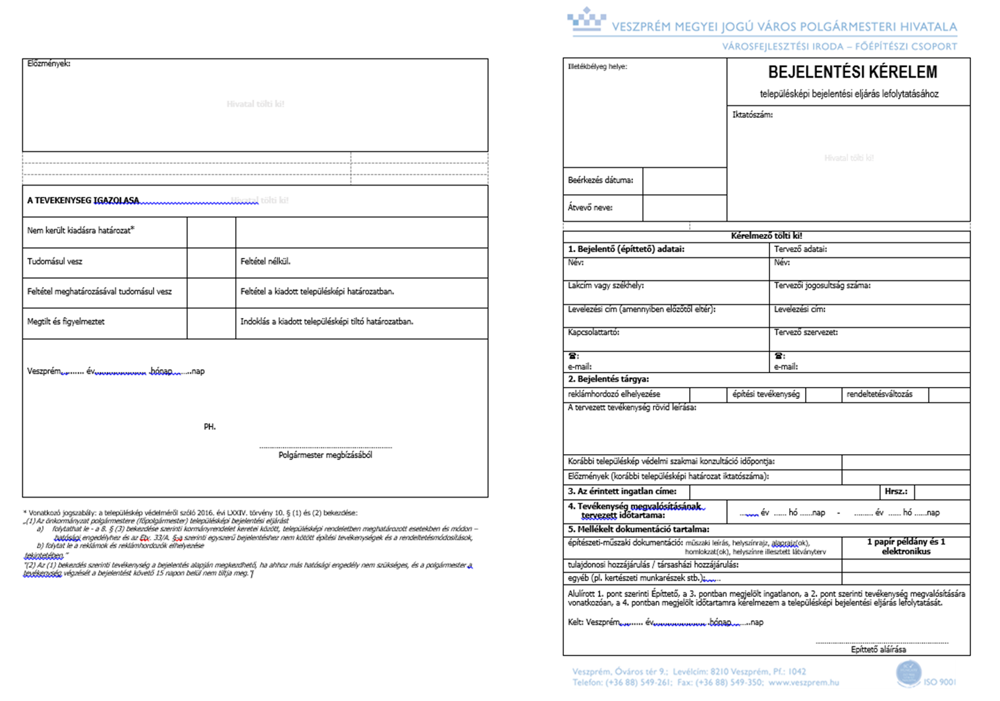 Előzmények:
Hivatal tölti ki!
A TEVEKENYSEG IGAZOLASA Hivatal tölti ki!
Nem került kiadásra határozat*
Tudomásul vesz Feltétel nélkül.
Feltétel meghatározásával tudomásul vesz Feltétel a kiadott településképi határozatban.
Megtilt és figyelmeztet Indoklás a kiadott településképi tiltó határozatban.
Veszprém, ........ év...................... .hónap ......nap
PH.
Polgármester megbízásából
* Vonatkozó jogszabály: a településkép védelméről szóló 2016. évi LXXIV. törvény 10. § (1) és (2) bekezdése:
„(1) Az önkormányzat polgármestere (főpolgármester) településképi bejelentési eljárást
a) folytathat le - a 8. § (3) bekezdése szerinti kormányrendelet keretei között, településképi rendeletben meghatározott esetekben és módon –
hatósági engedélyhez és az Étv. 33/A. §-a szerinti egyszerű bejelentéshez nem kötött építési tevékenységek és a rendeltetésmódosítások,
b) folytat le a reklámok és reklámhordozók elhelyezése
tekintetében."
"(2) Az (1) bekezdés szerinti tevékenység a bejelentés alapján megkezdhető, ha ahhoz más hatósági engedély nem szükséges, és a polgármester a
tevékenység végzését a bejelentést követő 15 napon belül nem tiltja meg."
VESZPRÉM MEGYEI JOGÚ VÁROS POLGÁRMESTERI HIVATALA
VÁROSFEJLESZTÉSI IRODA – FŐÉPÍTÉSZI CSOPORT
Illetékbélyeg helye:
BEJELENTÉSI KÉRELEM
településképi bejelentési eljárás lefolytatásához
Iktatószám:
Hivatal tölti ki!
Beérkezés dátuma:
Átvevő neve:
Kérelmező tölti ki!
1. Bejelentő (építtető) adatai: Tervező adatai:
Név: Név:
Lakcím vagy székhely: Tervezői jogosultság száma:
Levelezési cím (amennyiben előzőtől eltér): Levelezési cím:
Kapcsolattartó: Tervező szervezet:
☎: ☎:
e-mail: e-mail:
2. Bejelentés tárgya:
reklámhordozó elhelyezése építési tevékenység rendeltetésváltozás
A tervezett tevékenység rövid leírása:
Korábbi településkép védelmi szakmai konzultáció időpontja:
Előzmények (korábbi településképi határozat iktatószáma):
3. Az érintett ingatlan címe: Hrsz.:
4. Tevékenység megvalósításának
tervezett időtartama: ........ év ...... hó ......nap - ......... év ...... hó ......nap
5. Mellékelt dokumentáció tartalma:
építészeti-műszaki dokumentáció: műszaki leírás, helyszínrajz, alaprajz(ok),
homlokzat(ok), helyszínre illesztett látványterv
1 papír példány és 1
elektronikus
tulajdonosi hozzájárulás / társasházi hozzájárulás:
egyéb (pl. kertészeti munkarészek stb.):.......
Alulírott 1. pont szerinti Építtető, a 3. pontban megjelölt ingatlanon, a 2. pont szerinti tevékenység megvalósítására
vonatkozóan, a 4. pontban megjelölt időtartamra kérelmezem a településképi bejelentési eljárás lefolytatását.
Kelt: Veszprém, ........ év...................... .hónap ......nap
Építtető aláírása
Veszprém, Óváros tér 9.; Levélcím: 8210 Veszprém, Pf.: 1042
Telefon: (+36 88) 549-261; Fax: (+36 88) 549-350; www.veszprem.hu
ISO 9001